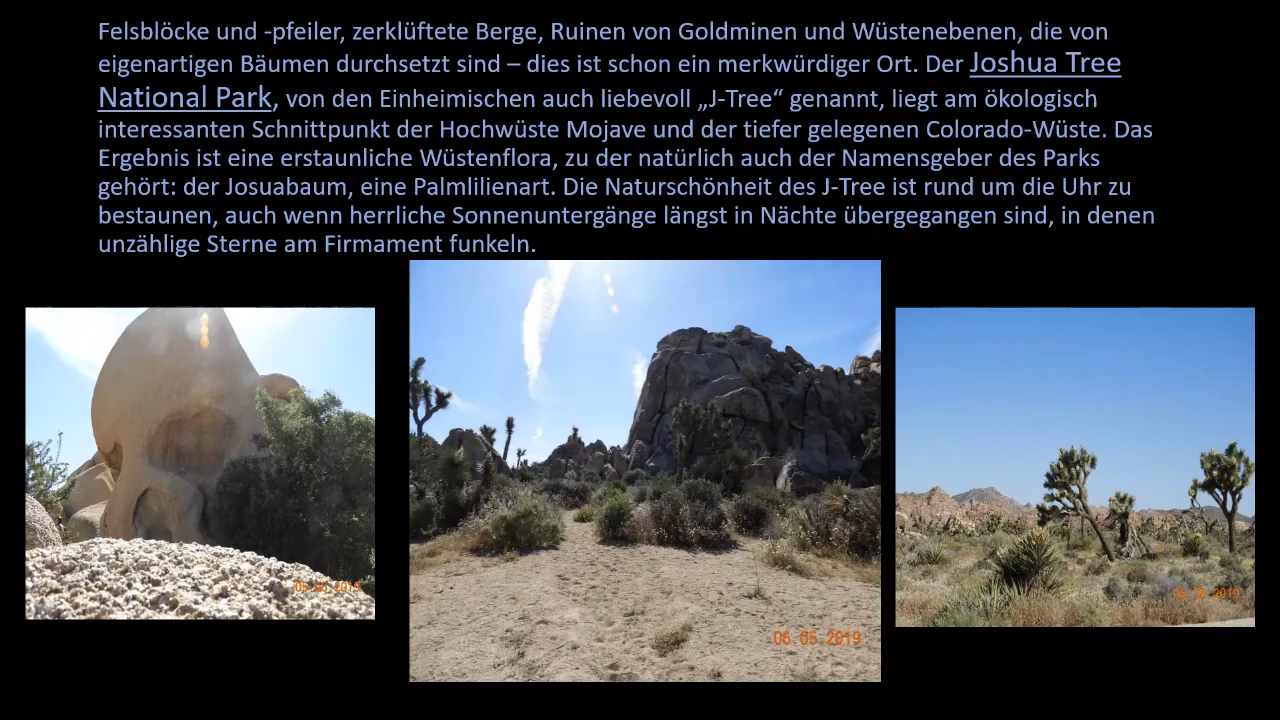 Felsblöcke und -pfeiler, zerklüftete Berge, Ruinen von Goldminen und Wüstenebenen, die von
eigenartigen Bäumen durchsetzt sind – dies ist schon ein merkwürdiger Ort. Der Joshua Tree
National Park, von den Einheimischen auch liebevoll „J-Tree“ genannt, liegt am ökologisch
interessanten Schnittpunkt der Hochwüste Mojave und der tiefer gelegenen Colorado-Wüste. Das
Ergebnis ist eine erstaunliche Wüstenflora, zu der natürlich auch der Namensgeber des Parks
gehört: der Josuabaum, eine Palmlilienart. Die Naturschönheit des J-Tree ist rund um die Uhr zu
bestaunen, auch wenn herrliche Sonnenuntergänge längst in Nächte übergegangen sind, in denen
unzählige Sterne am Firmament funkeln.
06.05.2019